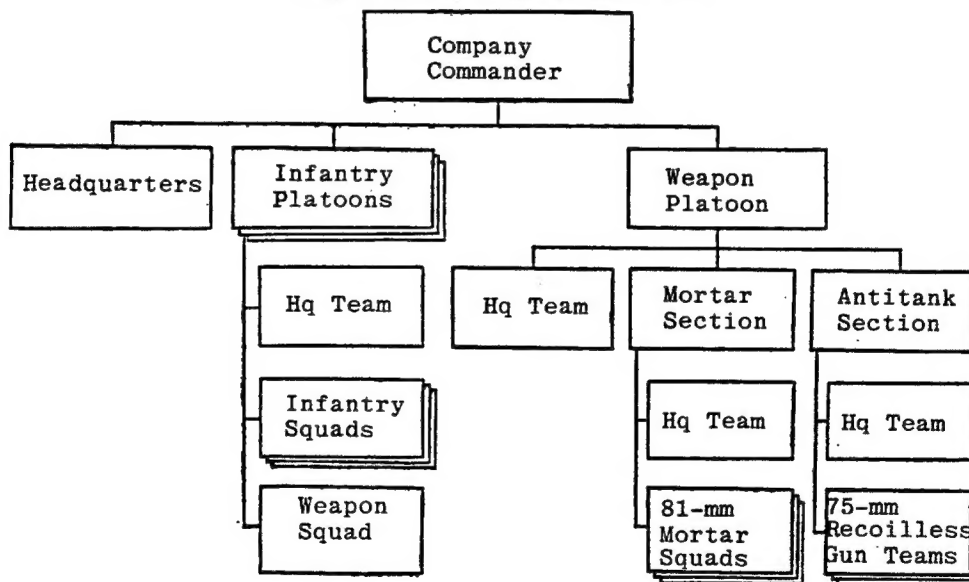 Company
Commander
Headquarters
Infantry
Platoons
Weapon
Platoon
Hq Team
Infantry
Squads
Weapon
Squad
Hq Team
Mortar
Section
Antitank
Section
Hq Team
81-mm
Mortar
Squads
Hq Team
75-mm
Recoilless
Gun Teams